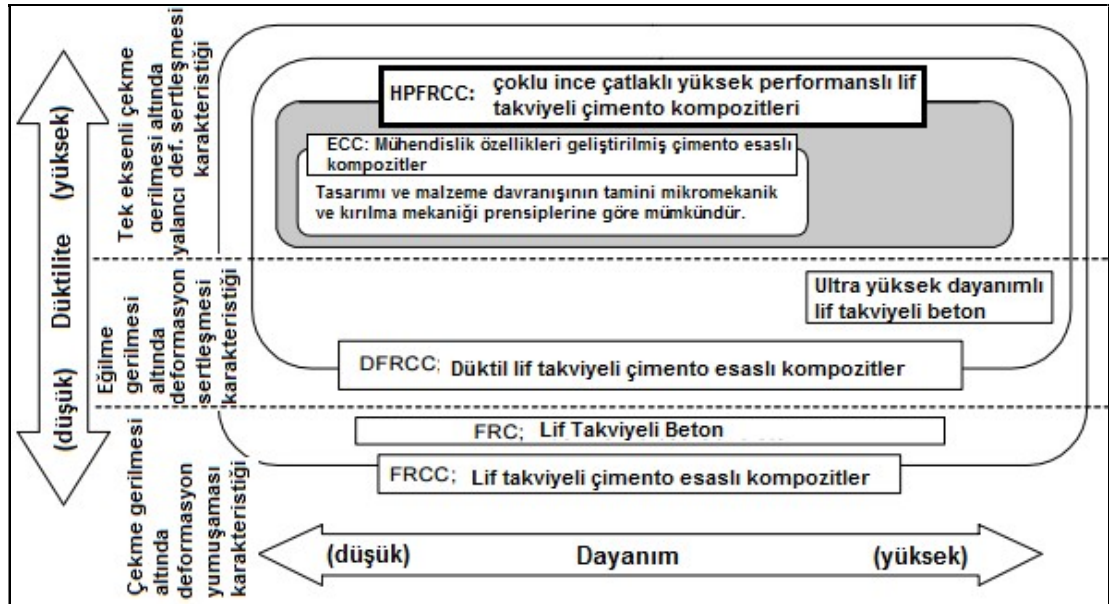 Tek eksenli çekme
gerilmesi altında
yalancı def. sertleşmesi
karakteristiği
HPFRCC: çoklu ince çatlaklı yüksek performanslı lif
takviyeli çimento kompozitleri
ECC: Mühendislik özellikleri geliştirilmiş çimento esaslı
kompozitler
Tasarımı ve malzeme davranışının tamini mikromekanik
ve kırılma mekaniği prensiplerine göre mümkündür.
(düşük) Düktilite (yüksek)
Eğilme
gerilmesi
altında
deformasyon
sertleşmesi
karakteristiği
Ultra yüksek dayanımlı
lif takviyeli beton
DFRCC; Düktil lif takviyeli çimento esaslı kompozitler
Çekme gerilmesi
altında
deformasyon
yumuşaması
karakteristiği
FRC; Lif Takviyeli Beton
FRCC; Lif takviyeli çimento esaslı kompozitler
(düşük) Dayanım (yüksek)